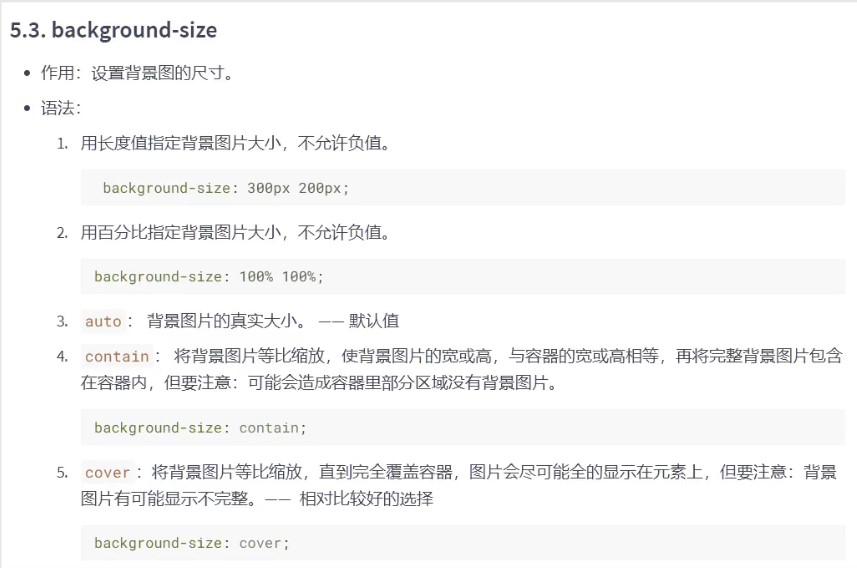 5.3. background-size
• 作用：设置背景图的尺寸。
• 语法：
1. 用长度值指定背景图片大小，不允许负值。
background-size: 300px 200px;
2. 用百分比指定背景图片大小，不允许负值。
background-size: 100% 100%;
3. auto： 背景图片的真实大小。 —— 默认值
4. contain： 将背景图片等比缩放，使背景图片的宽或高，与容器的宽或高相等，再将完整背景图片包含
在容器内，但要注意：可能会造成容器里部分区域没有背景图片。
background-size: contain;
5. cover：将背景图片等比缩放，直到完全覆盖容器，图片会尽可能全的显示在元素上，但要注意：背景
图片有可能显示不完整。—— 相对比较好的选择
background-size: cover;